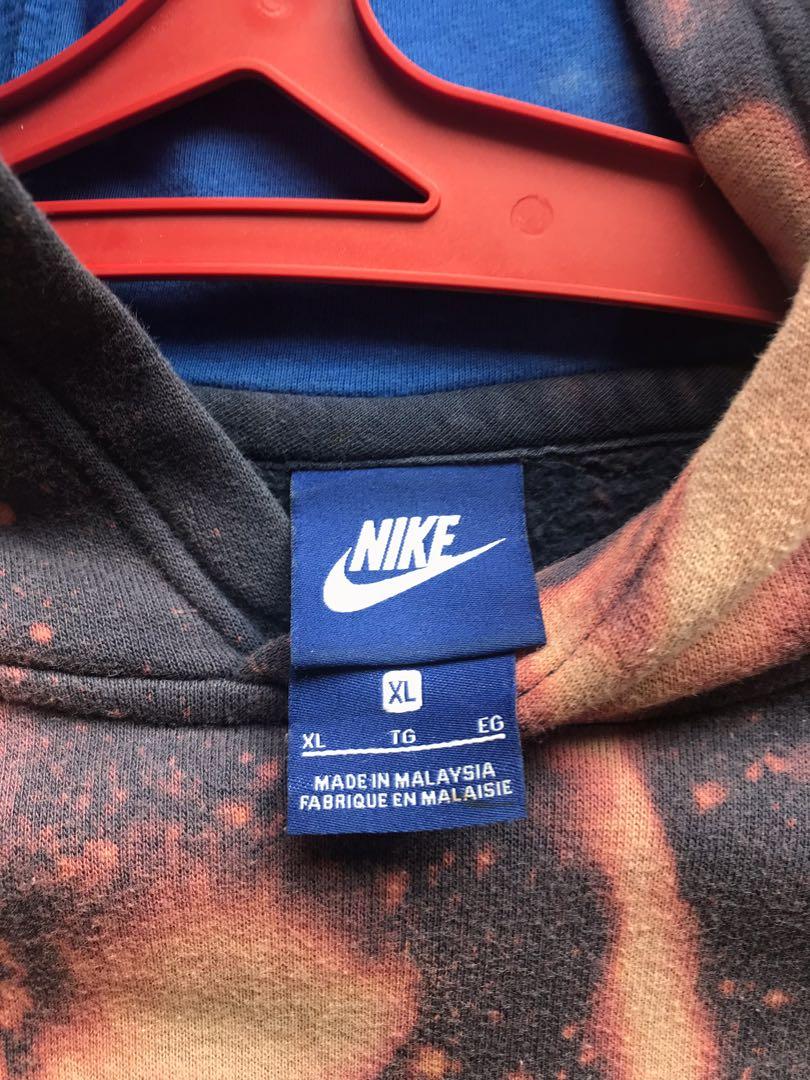 NIKE
XL
XL TG EG
MADE IN MALAYSIA
FABRIQUE EN MALAISIE